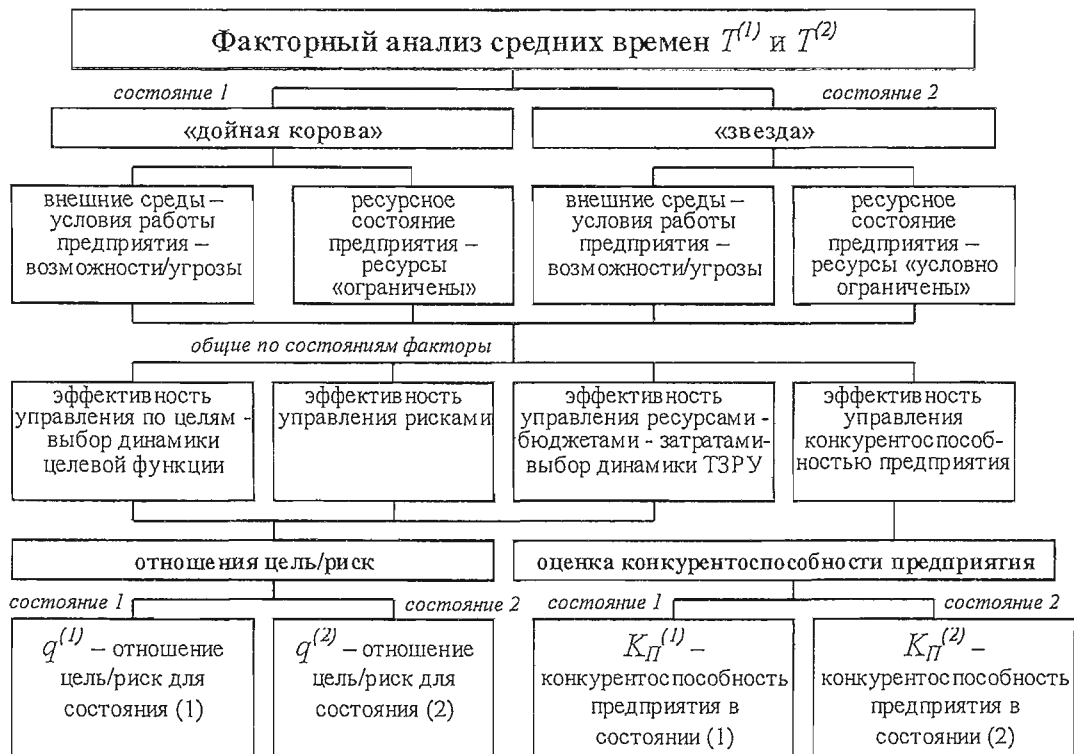 Факторный анализ средних времен T⁽¹⁾ и T⁽²⁾
состояние 1
состояние 2
«дойная корова»
«звезда»
внешние среды –
условия работы
предприятия –
возможности/угрозы
ресурсное
состояние
предприятия –
ресурсы
«ограничены»
внешние среды –
условия работы
предприятия –
возможности/угрозы
ресурсное
состояние
предприятия –
ресурсы «условно
ограничены»
общие по состояниям факторы
эффективность
управления по целям -
выбор динамики
целевой функции
эффективность
управления рисками
эффективность
управления ресурсами -
бюджетами - затратами-
выбор динамики ТЗРУ
эффективность
управления
конкурентоспособ-
ностью предприятия
отношения цель/риск
оценка конкурентоспособности предприятия
состояние 1
состояние 2
состояние 1
состояние 2
q⁽¹⁾ – отношение
цель/риск для
состояния (1)
q⁽²⁾ – отношение
цель/риск для
состояния (2)
K_П⁽¹⁾ –
конкурентоспособность
предприятия в
состоянии (1)
K_П⁽²⁾ –
конкурентоспособность
предприятия в
состоянии (2)